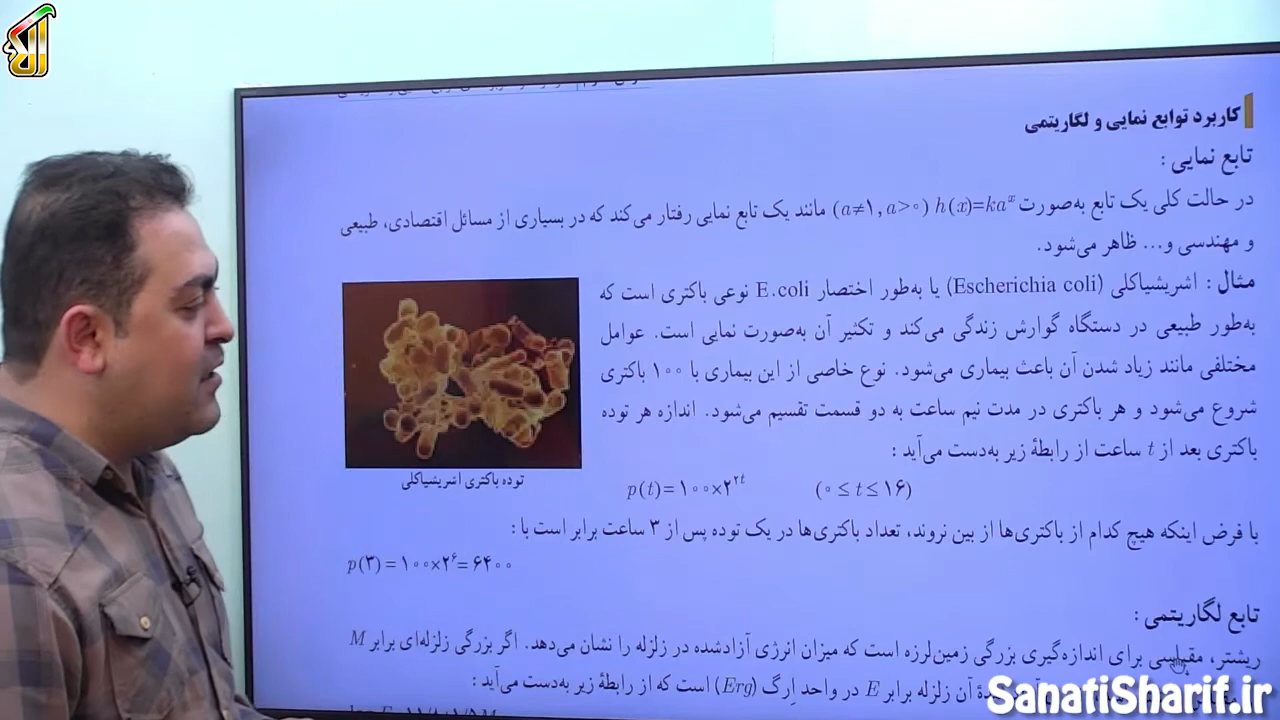 کاربرد توابع نمایی و لگاریتمی
تابع نمایی :
در حالت کلی یک تابع به‌صورت h(x)=kaˣ (a≠۱, a>۰) مانند یک تابع نمایی رفتار می‌کند که در بسیاری از مسائل اقتصادی، طبیعی
و مهندسی و... ظاهر می‌شود.
مثال : اشریشیاکلی (Escherichia coli) یا به‌طور اختصار E.coli نوعی باکتری است که
به‌طور طبیعی در دستگاه گوارش زندگی می‌کند و تکثیر آن به‌صورت نمایی است. عوامل
مختلفی مانند زیاد شدن آن باعث بیماری می‌شود. نوع خاصی از این بیماری با ۱۰۰ باکتری
شروع می‌شود و هر باکتری در مدت نیم ساعت به دو قسمت تقسیم می‌شود. اندازه هر توده
باکتری بعد از t ساعت از رابطهٔ زیر به‌دست می‌آید :
توده باکتری اشریشیاکلی
p(t)=۱۰۰×۲^۲t (۰ ≤ t ≤ ۱۶)
با فرض اینکه هیچ کدام از باکتری‌ها از بین نروند، تعداد باکتری‌ها در یک توده پس از ۳ ساعت برابر است با :
p(۳)=۱۰۰×۲^۶=۶۴۰۰
تابع لگاریتمی :
ریشتر، مقیاسی برای اندازه‌گیری بزرگی زمین‌لرزه است که میزان انرژی آزادشده در زلزله را نشان می‌دهد. اگر بزرگی زلزله‌ای برابر M
آن زلزله برابر E در واحد اِرگ (Erg) است که از رابطهٔ زیر به‌دست می‌آید :
SanatiSharif.ir